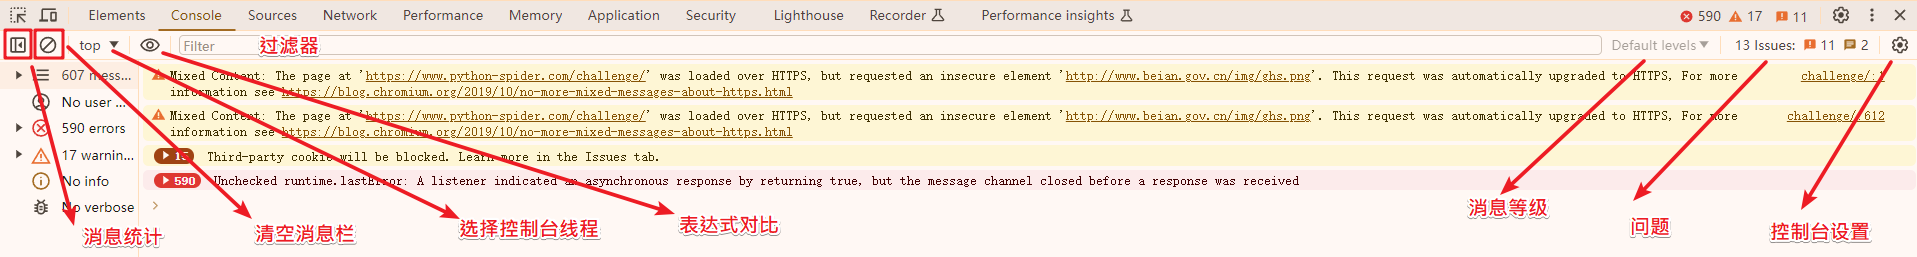 Elements Console Sources Network Performance Memory Application Security Lighthouse Recorder Performance insights 590 17 11
top Filter 过滤器 Default levels 13 Issues: 11 2
607 mess...
No user ...
590 errors
17 warnin...
No info
No verbose
Mixed Content: The page at 'https://www.python-spider.com/challenge/' was loaded over HTTPS, but requested an insecure element 'http://www.beian.gov.cn/img/ghs.png'. This request was automatically upgraded to HTTPS, For more challenge/:1
information see https://blog.chromium.org/2019/10/no-more-mixed-messages-about-https.html
Mixed Content: The page at 'https://www.python-spider.com/challenge/' was loaded over HTTPS, but requested an insecure element 'http://www.beian.gov.cn/img/ghs.png'. This request was automatically upgraded to HTTPS, For more challenge/:612
information see https://blog.chromium.org/2019/10/no-more-mixed-messages-about-https.html
Third-party cookie will be blocked. Learn more in the Issues tab.
590 Unchecked runtime.lastError: A listener indicated an asynchronous response by returning true, but the message channel closed before a response was received
消息统计
清空消息栏
选择控制台线程
表达式对比
消息等级
问题
控制台设置